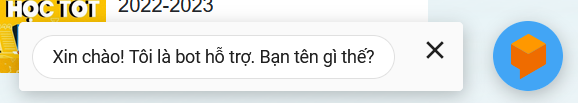 HỌC TỐT
2022-2023
Xin chào! Tôi là bot hỗ trợ. Bạn tên gì thế?